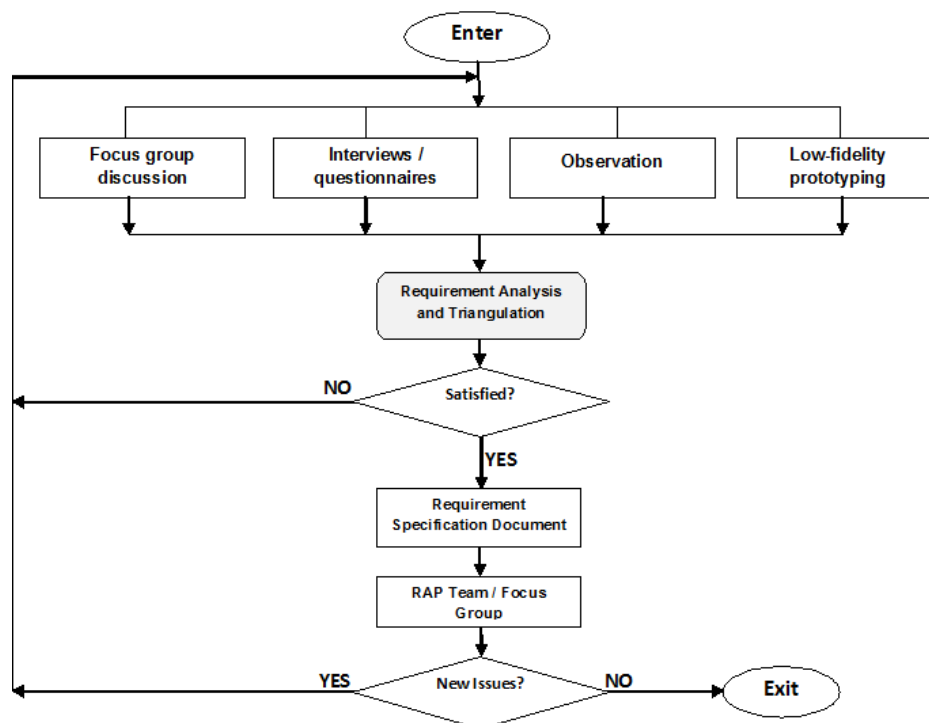 Enter
Focus group
discussion
Interviews /
questionnaires
Observation
Low-fidelity
prototyping
Requirement Analysis
and Triangulation
NO
Satisfied?
YES
Requirement
Specification Document
RAP Team / Focus
Group
YES
New Issues?
NO
Exit